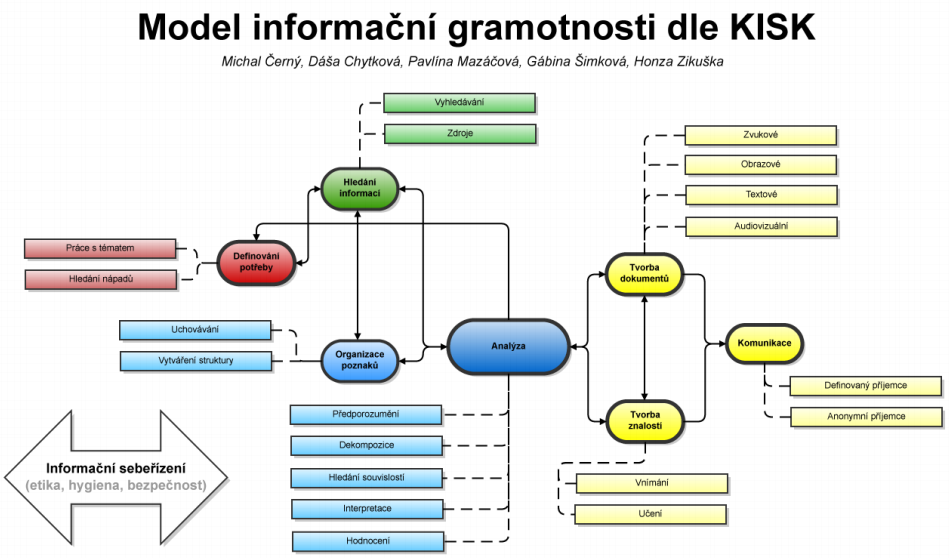 Model informační gramotnosti dle KISK
Michal Černý, Dáša Chytková, Pavlína Mazáčová, Gábina Šimková, Honza Zikuška
Vyhledávání
Zdroje
Hledání
informací
Práce s tématem
Hledání nápadů
Definování
potřeby
Uchovávání
Vytváření struktury
Organizace
poznaků
Analýza
Předporozumění
Dekompozice
Hledání souvislostí
Interpretace
Hodnocení
Zvukové
Obrazové
Textové
Audiovizuální
Tvorba
dokumentů
Komunikace
Definovaný příjemce
Anonymní příjemce
Tvorba
znalostí
Vnímání
Učení
Informační sebeřízení
(etika, hygiena, bezpečnost)